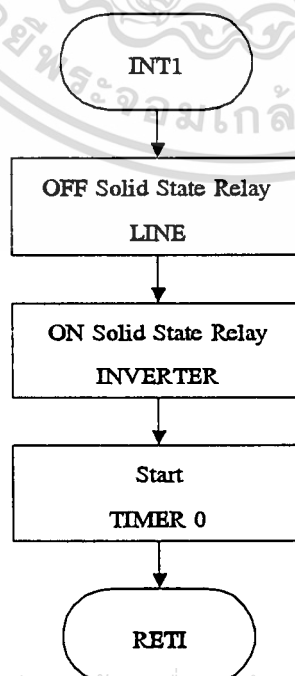 INT1
OFF Solid State Relay
LINE
ON Solid State Relay
INVERTER
Start
TIMER 0
RETI